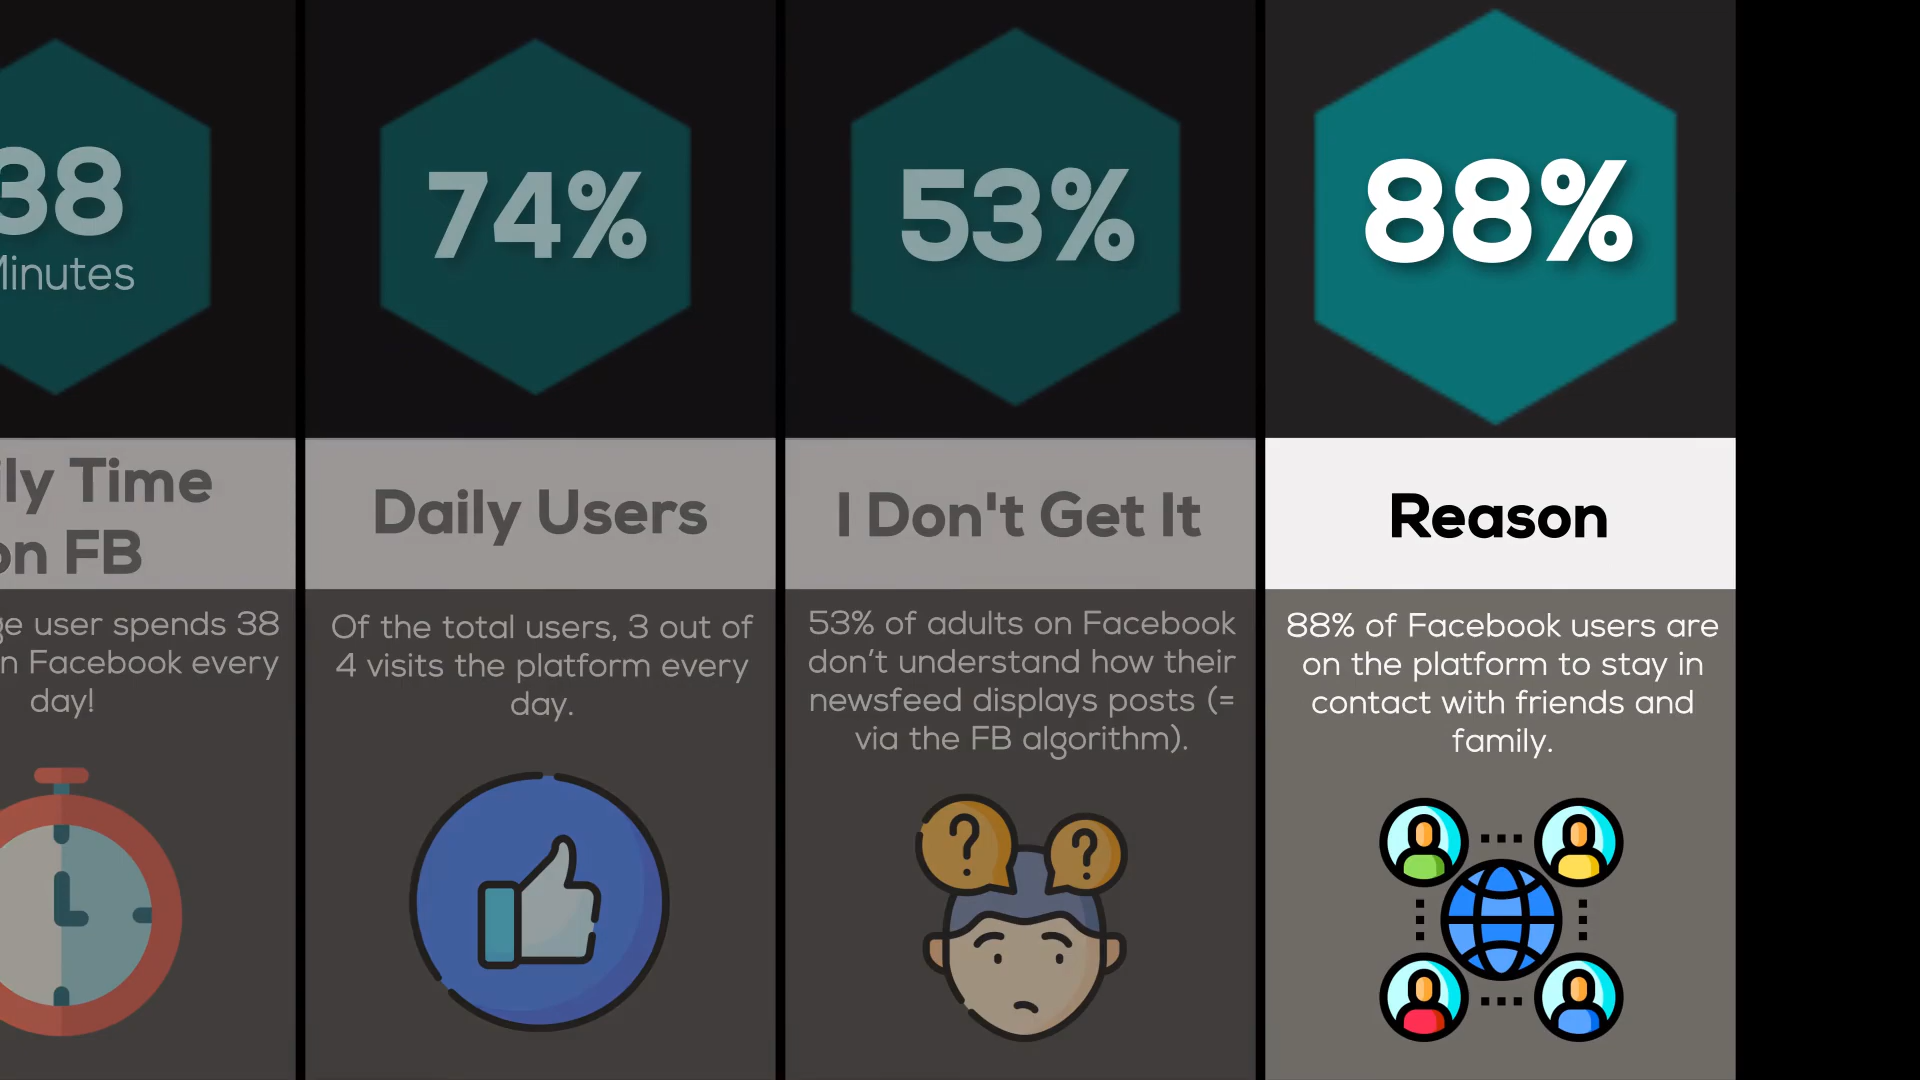 38
Minutes
ly Time
on FB
user spends 38
Facebook every
day!
74%
Daily Users
Of the total users, 3 out of
4 visits the platform every
day.
53%
I Don't Get It
53% of adults on Facebook
don’t understand how their
newsfeed displays posts (=
via the FB algorithm).
? ?
88%
Reason
88% of Facebook users are
on the platform to stay in
contact with friends and
family.